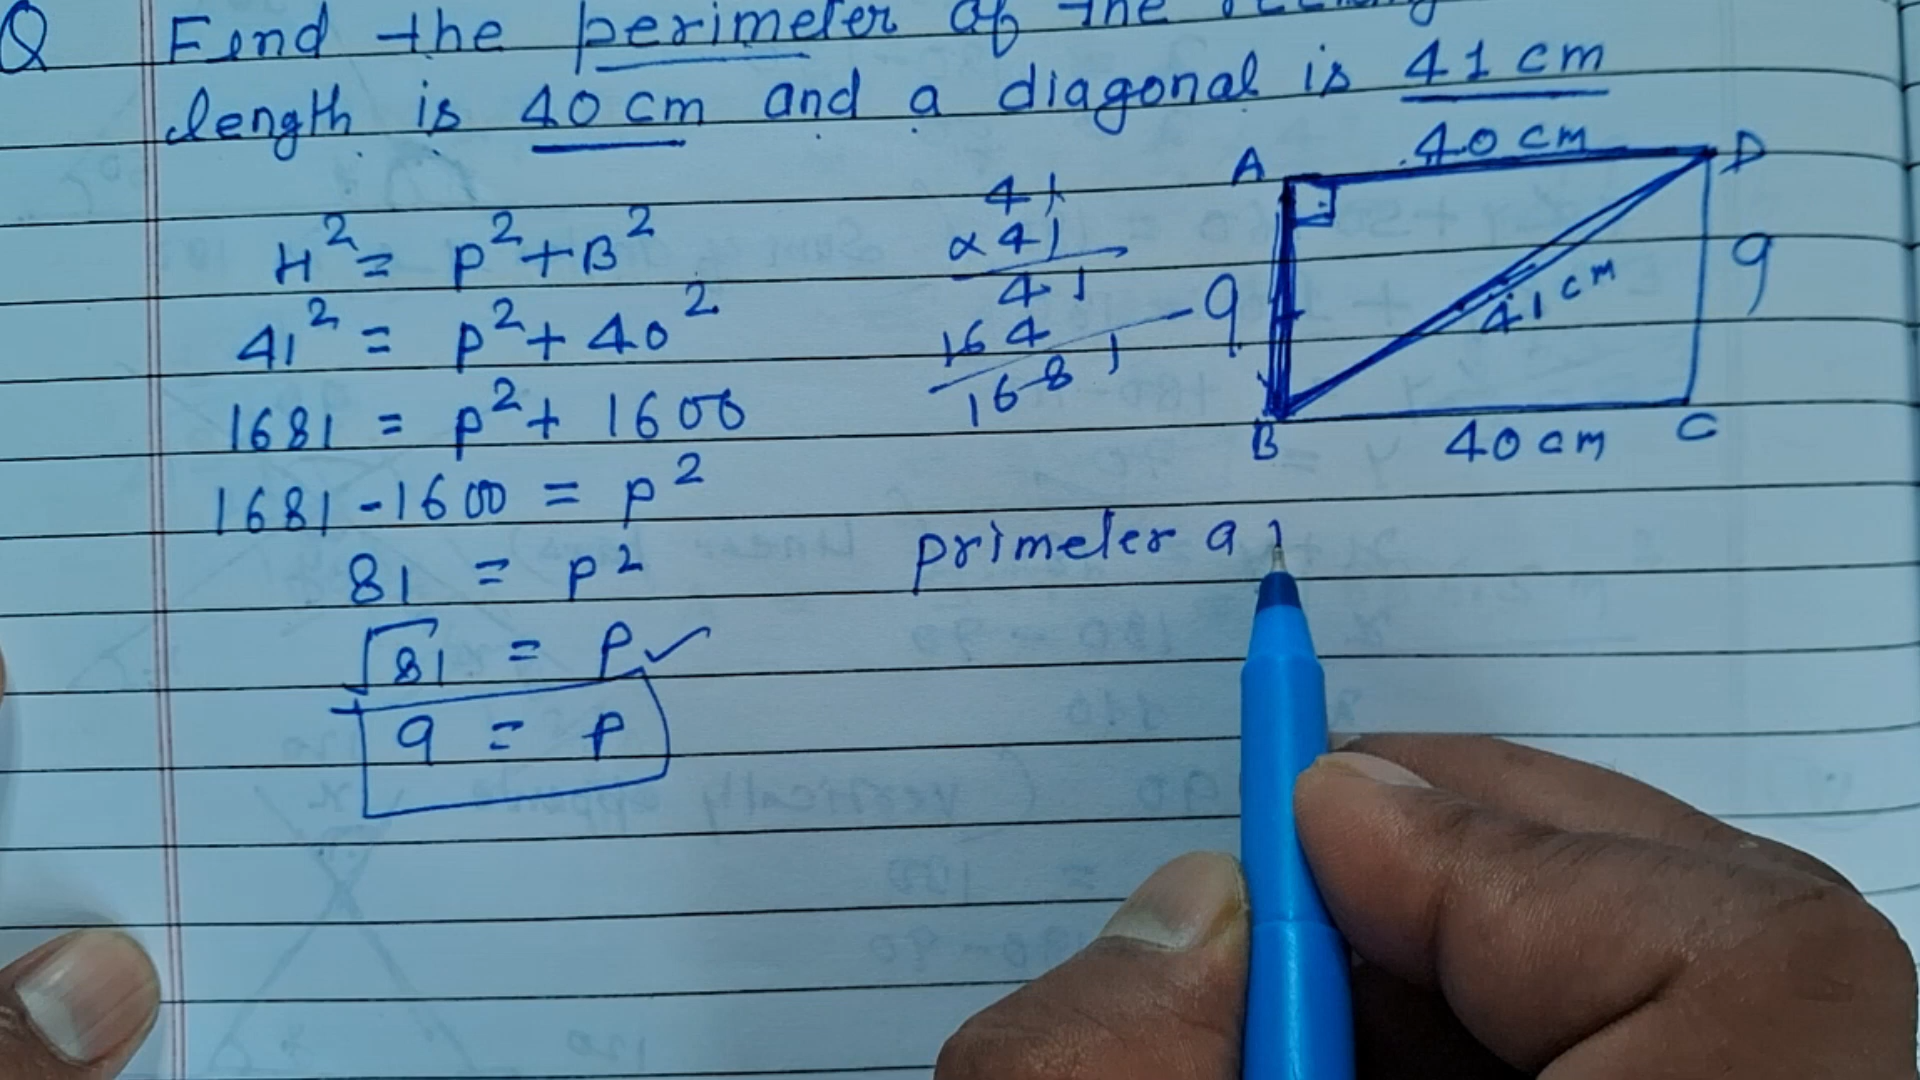 Q Find the perimeter of the
length is 40 cm and a diagonal is 41 cm
H² = P² + B²
41² = P² + 40²
1681 = P² + 1600
1681 - 1600 = P²
81 = P²
√81 = P ✓
9 = P
41
x 41
41
164
1681
A 40 cm D
9 41 cm 9
B 40 cm C
primeter